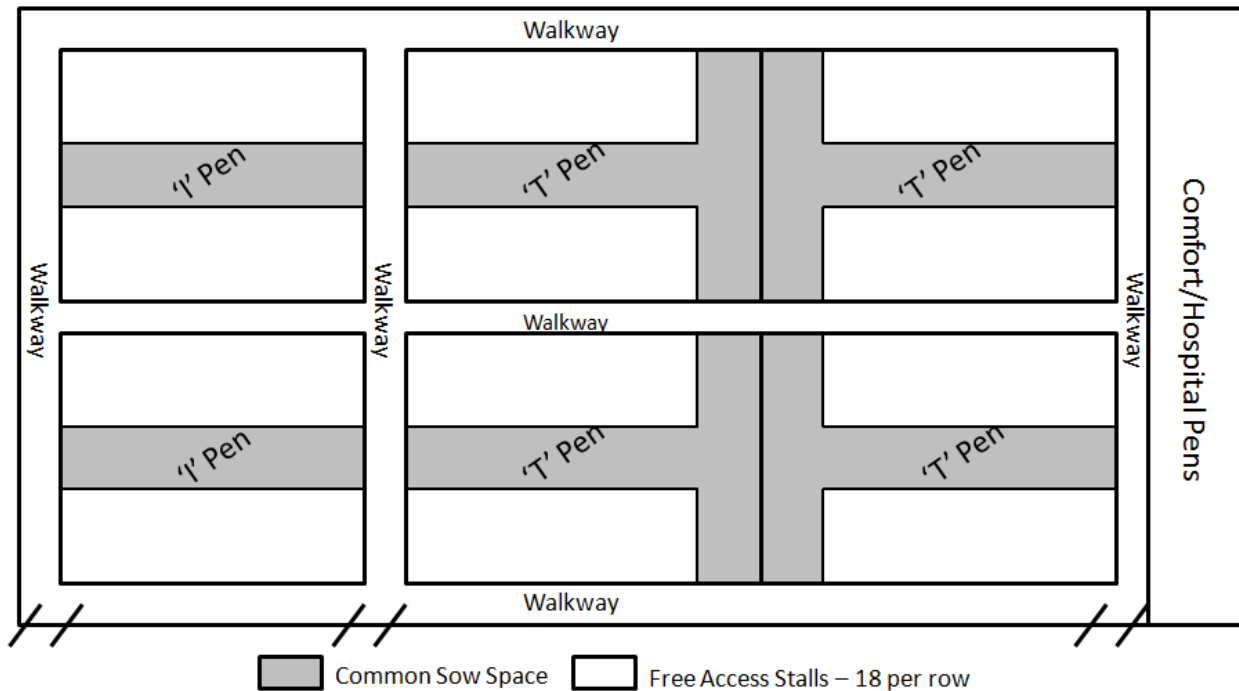 Walkway
'I' Pen
'T' Pen
'T' Pen
Walkway
Walkway
Walkway
Walkway
Comfort/Hospital Pens
'I' Pen
'T' Pen
'T' Pen
Walkway
Common Sow Space
Free Access Stalls – 18 per row